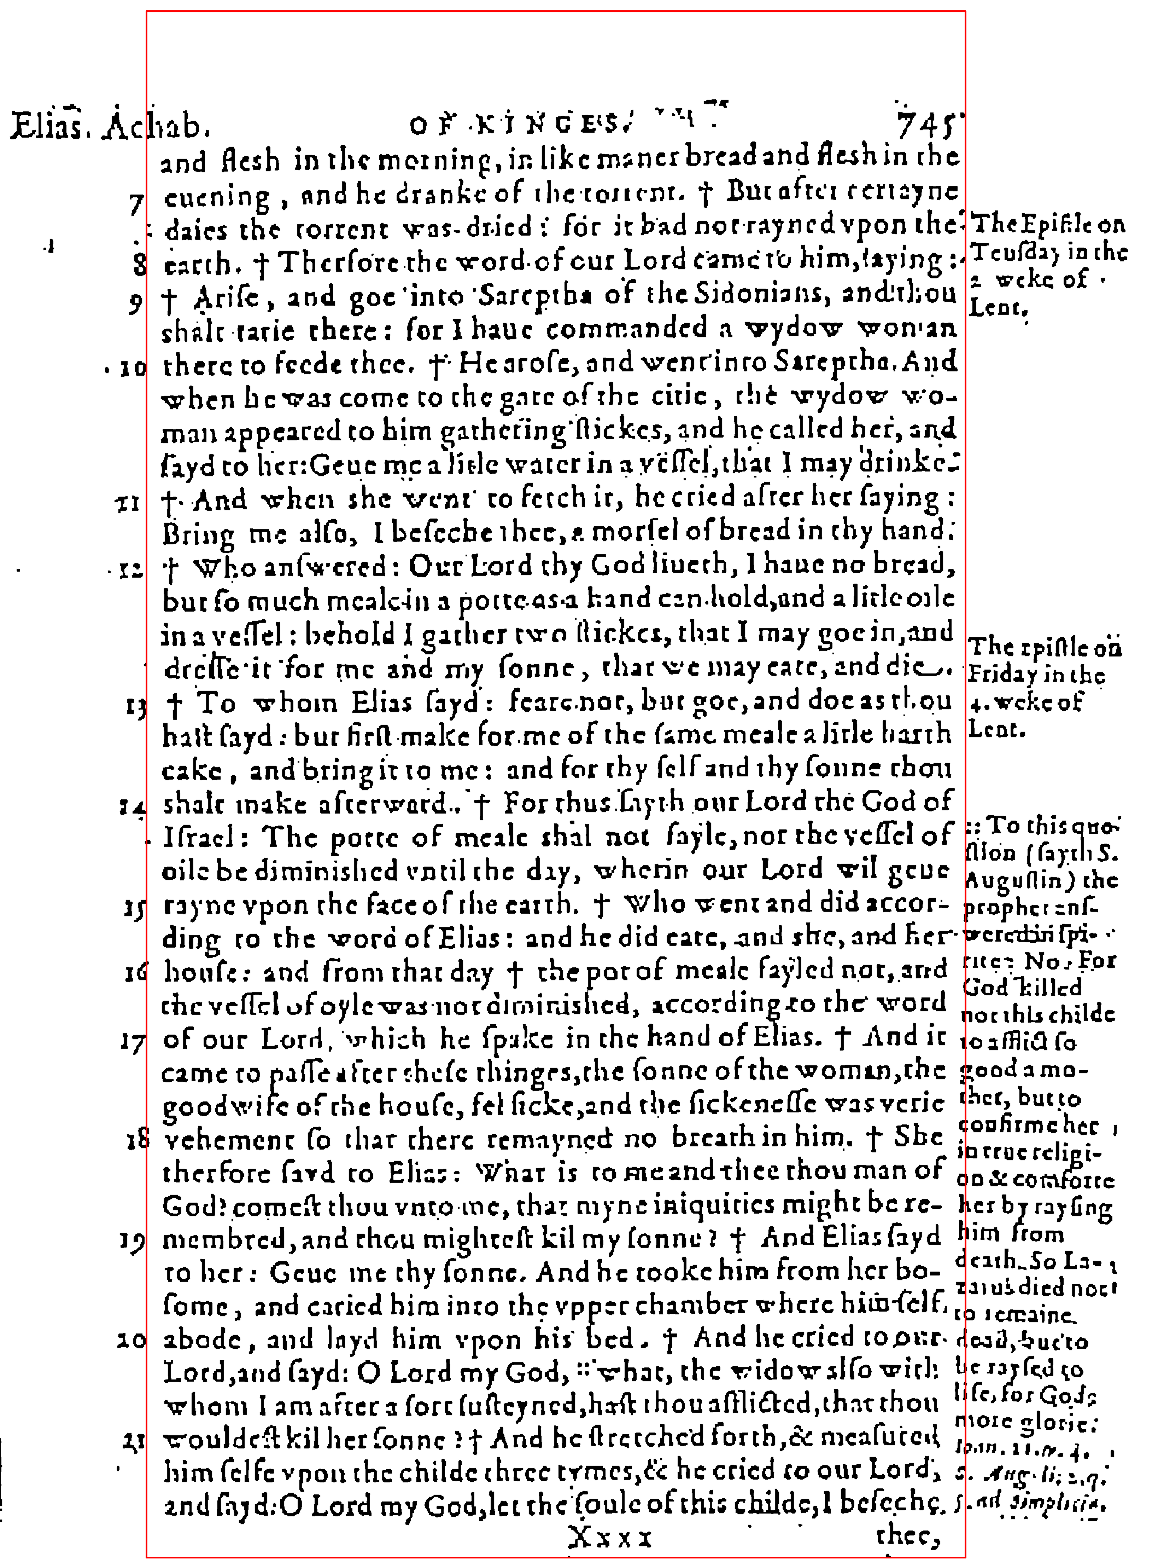 Elias. Achab. OF KINGES. 745
and flesh in the morning, in like maner bread and flesh in the
7 euening, and he dranke of the torrent. † But after certayne
daies the torrent was dried: for it had not rayned vpon the
8 earth. † Therfore the word of our Lord came to him, ſaying:
9 † Ariſe, and goe into Sareptha of the Sidonians, and thou
shalt tarie there: for I haue commanded a wydow woman
10 there to feede thee. † He aroſe, and went into Sareptha. And
when he was come to the gate of the citie, the wydow wo-
man appeared to him gathering ſtickes, and he called her, and
ſayd to her: Geue me a litle water in a veſſel, that I may drinke.
11 † And when she went to fetch it, he cried after her ſaying:
Bring me alſo, I beſeche thee, a morſel of bread in thy hand.
12 † Who anſwered: Our Lord thy God liueth, I haue no bread,
but ſo much meale in a potte as a hand can hold, and a litle oile
in a veſſel: behold I gather two ſtickes, that I may goe in, and
dreſſe it for me and my ſonne, that we may eate, and die.
13 † To whom Elias ſayd: feare not, but goe, and doe as thou
haſt ſayd: but firſt make for me of the ſame meale a litle harth
cake, and bring it to me: and for thy ſelf and thy ſonne thou
14 shalt make afterward. † For thus ſayth our Lord the God of
Iſrael: The potte of meale shal not fayle, nor the veſſel of
oile be diminished vntil the day, wherin our Lord wil geue
15 rayne vpon the face of the earth. † Who went and did accor-
ding to the word of Elias: and he did eate, and she, and her
16 houſe: and from that day † the pot of meale fayled not, and
the veſſel of oyle was not diminished, according to the word
17 of our Lord, which he ſpake in the hand of Elias. † And it
came to paſſe after theſe thinges, the ſonne of the woman, the
goodwife of the houſe, fel ſicke, and the ſickeneſſe was verie
18 vehement ſo that there remayned no breath in him. † She
therfore ſayd to Elias: What is to me and thee thou man of
God? comeſt thou vnto me, that myne iniquities might be re-
19 membred, and thou mighteſt kil my ſonne? † And Elias ſayd
to her: Geue me thy ſonne. And he tooke him from her bo-
ſome, and caried him into the vpper chamber where him ſelf
20 abode, and layd him vpon his bed. † And he cried to our
Lord, and ſayd: O Lord my God, :: what, the widow alſo with
whom I am after a ſort ſuſteyned, haſt thou afflicted, that thou
21 wouldeſt kil her ſonne? † And he ſtretched forth, & meaſured
him ſelfe vpon the childe three tymes, & he cried to our Lord,
and ſayd: O Lord my God, let the ſoule of this childe, I beſeche
Xxxx thee,
The Epiſtle on
Teuſday in the
2 weke of
Lent.
The epiſtle on
Friday in the
4. weke of
Lent.
:: To this que-
ſtion (ſayth S.
Auguſtin) the
prophet anſ-
wered in ſpi-
rite: No. For
God killed
not this childe
to afflict ſo
good a mo-
ther, but to
confirme her
in true religi-
on & comforte
her by rayſing
him from
death. So La-
zarus died not
to remaine
dead, but to
be rayſed to
life, for Gods
more glorie:
Ioan. 11. v. 4.
S. Aug. li. 2. q.
5. ad Simplicia.